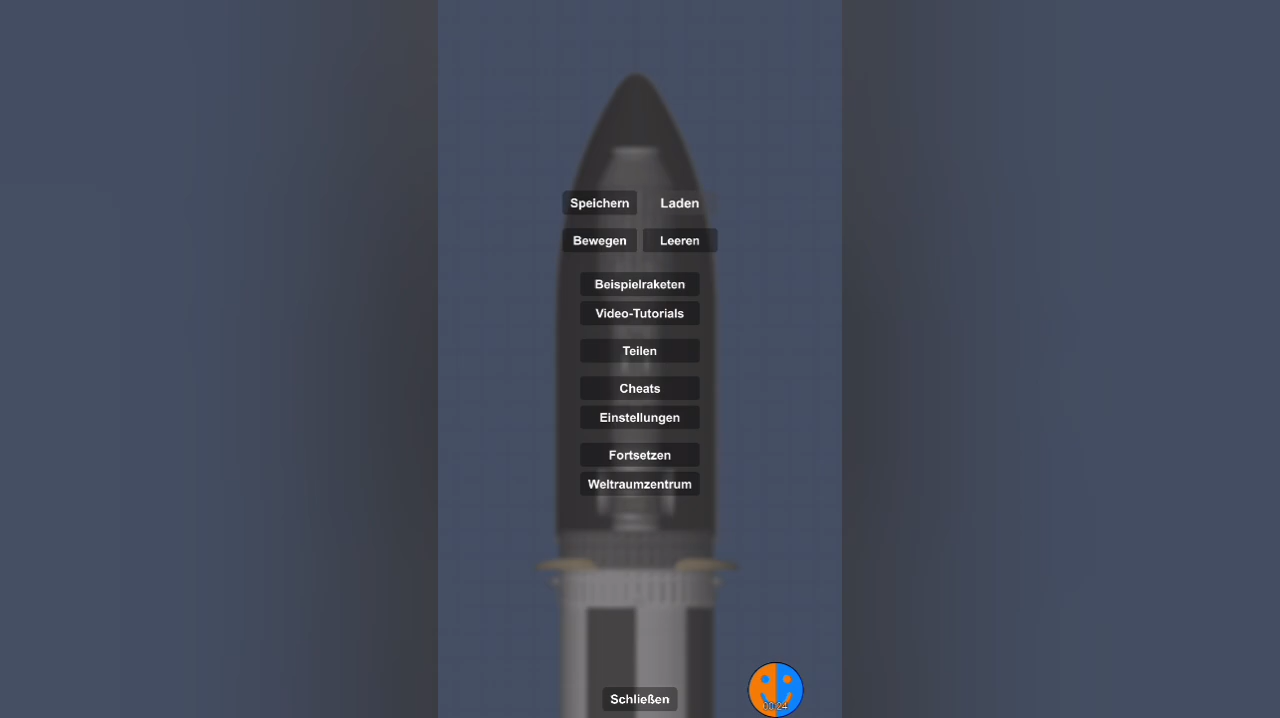 Speichern Laden
Bewegen Leeren
Beispielraketen
Video-Tutorials
Teilen
Cheats
Einstellungen
Fortsetzen
Weltraumzentrum
Schließen
00:24